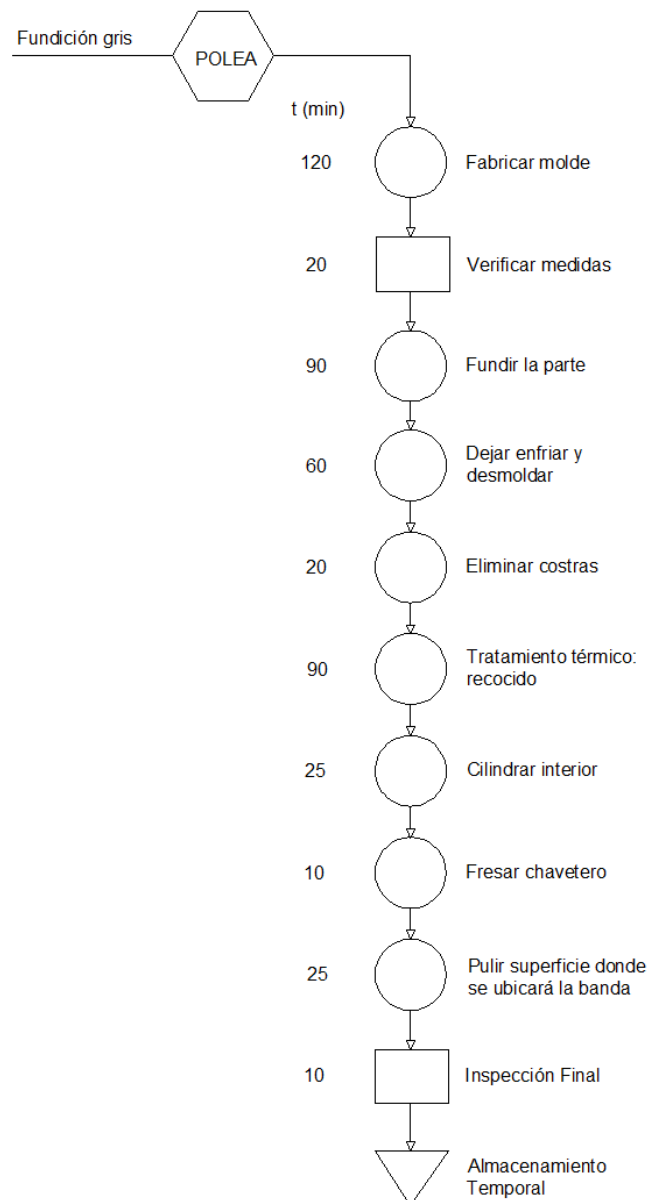 Fundición gris
POLEA
t (min)
120
Fabricar molde
20
Verificar medidas
90
Fundir la parte
60
Dejar enfriar y
desmoldar
20
Eliminar costras
90
Tratamiento térmico:
recocido
25
Cilindrar interior
10
Fresar chavetero
25
Pulir superficie donde
se ubicará la banda
10
Inspección Final
Almacenamiento
Temporal